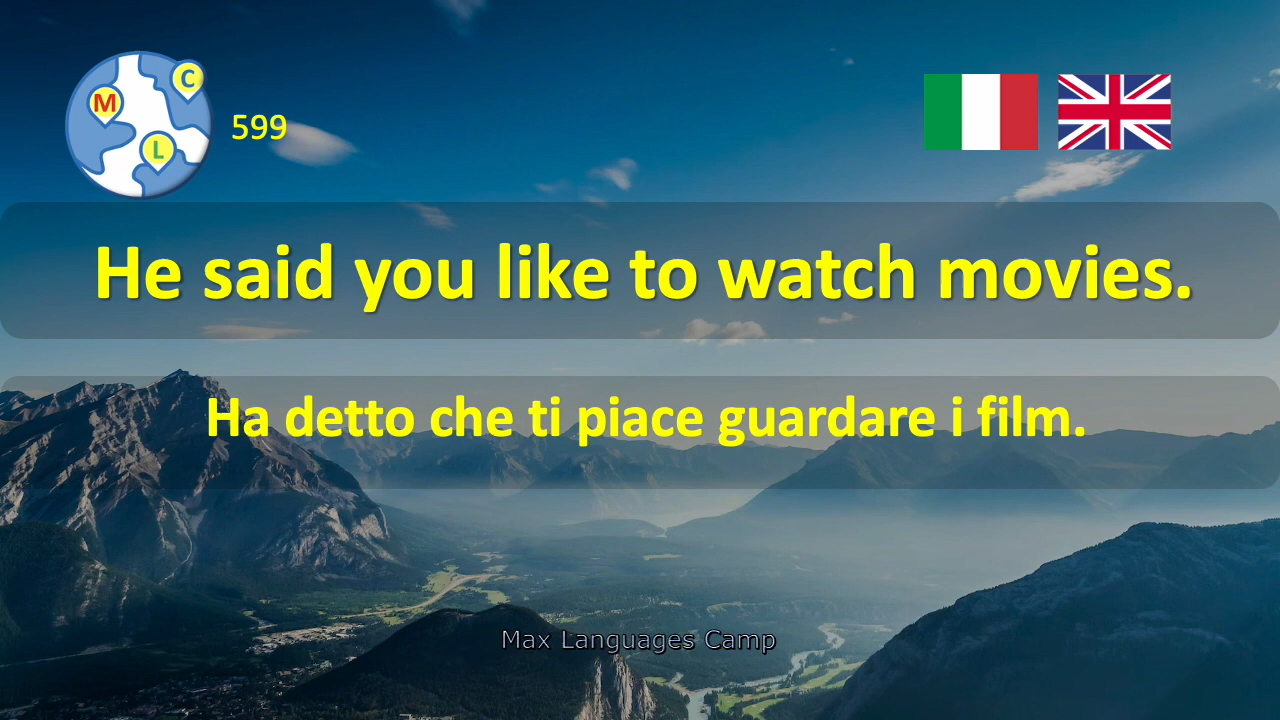 M
C
L
599
He said you like to watch movies.
Ha detto che ti piace guardare i film.
Max Languages Camp